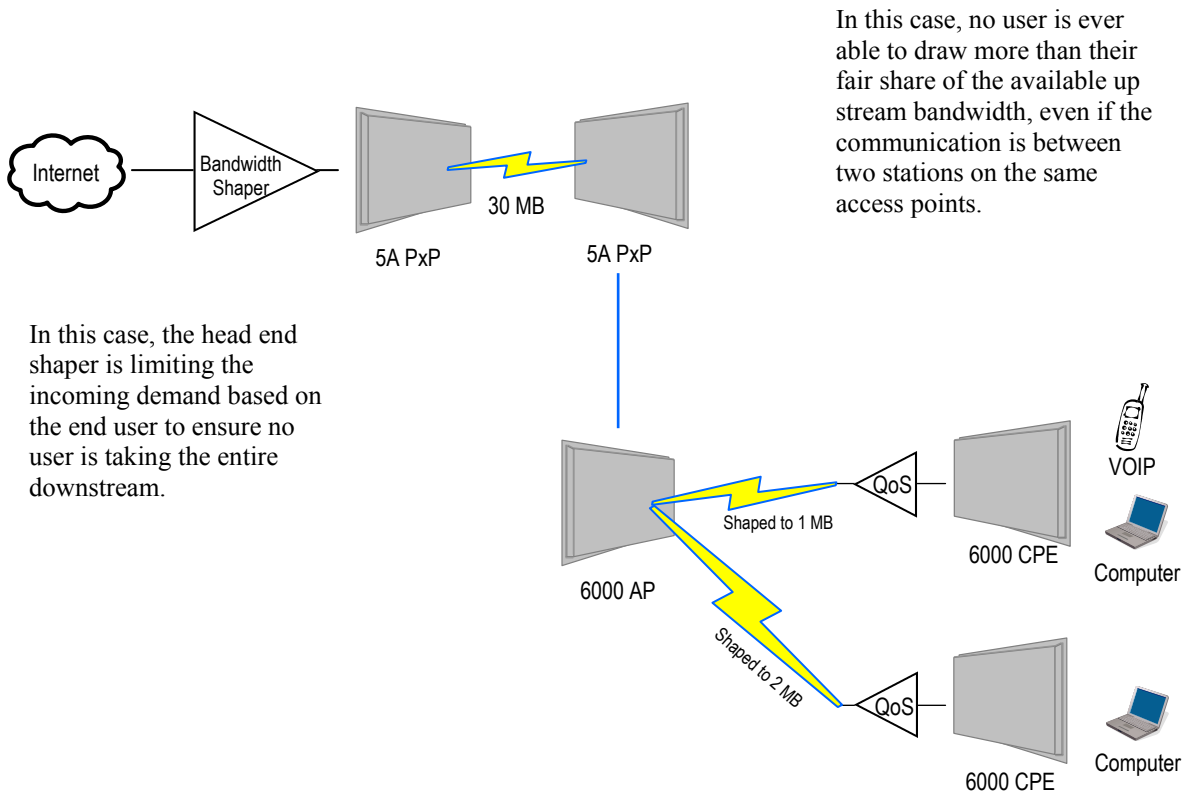 In this case, no user is ever
able to draw more than their
fair share of the available up
stream bandwidth, even if the
communication is between
two stations on the same
access points.
Internet
Bandwidth
Shaper
30 MB
5A PxP
5A PxP
In this case, the head end
shaper is limiting the
incoming demand based on
the end user to ensure no
user is taking the entire
downstream.
VOIP
QoS
Shaped to 1 MB
6000 CPE
Computer
6000 AP
Shaped to 2 MB
QoS
Computer
6000 CPE